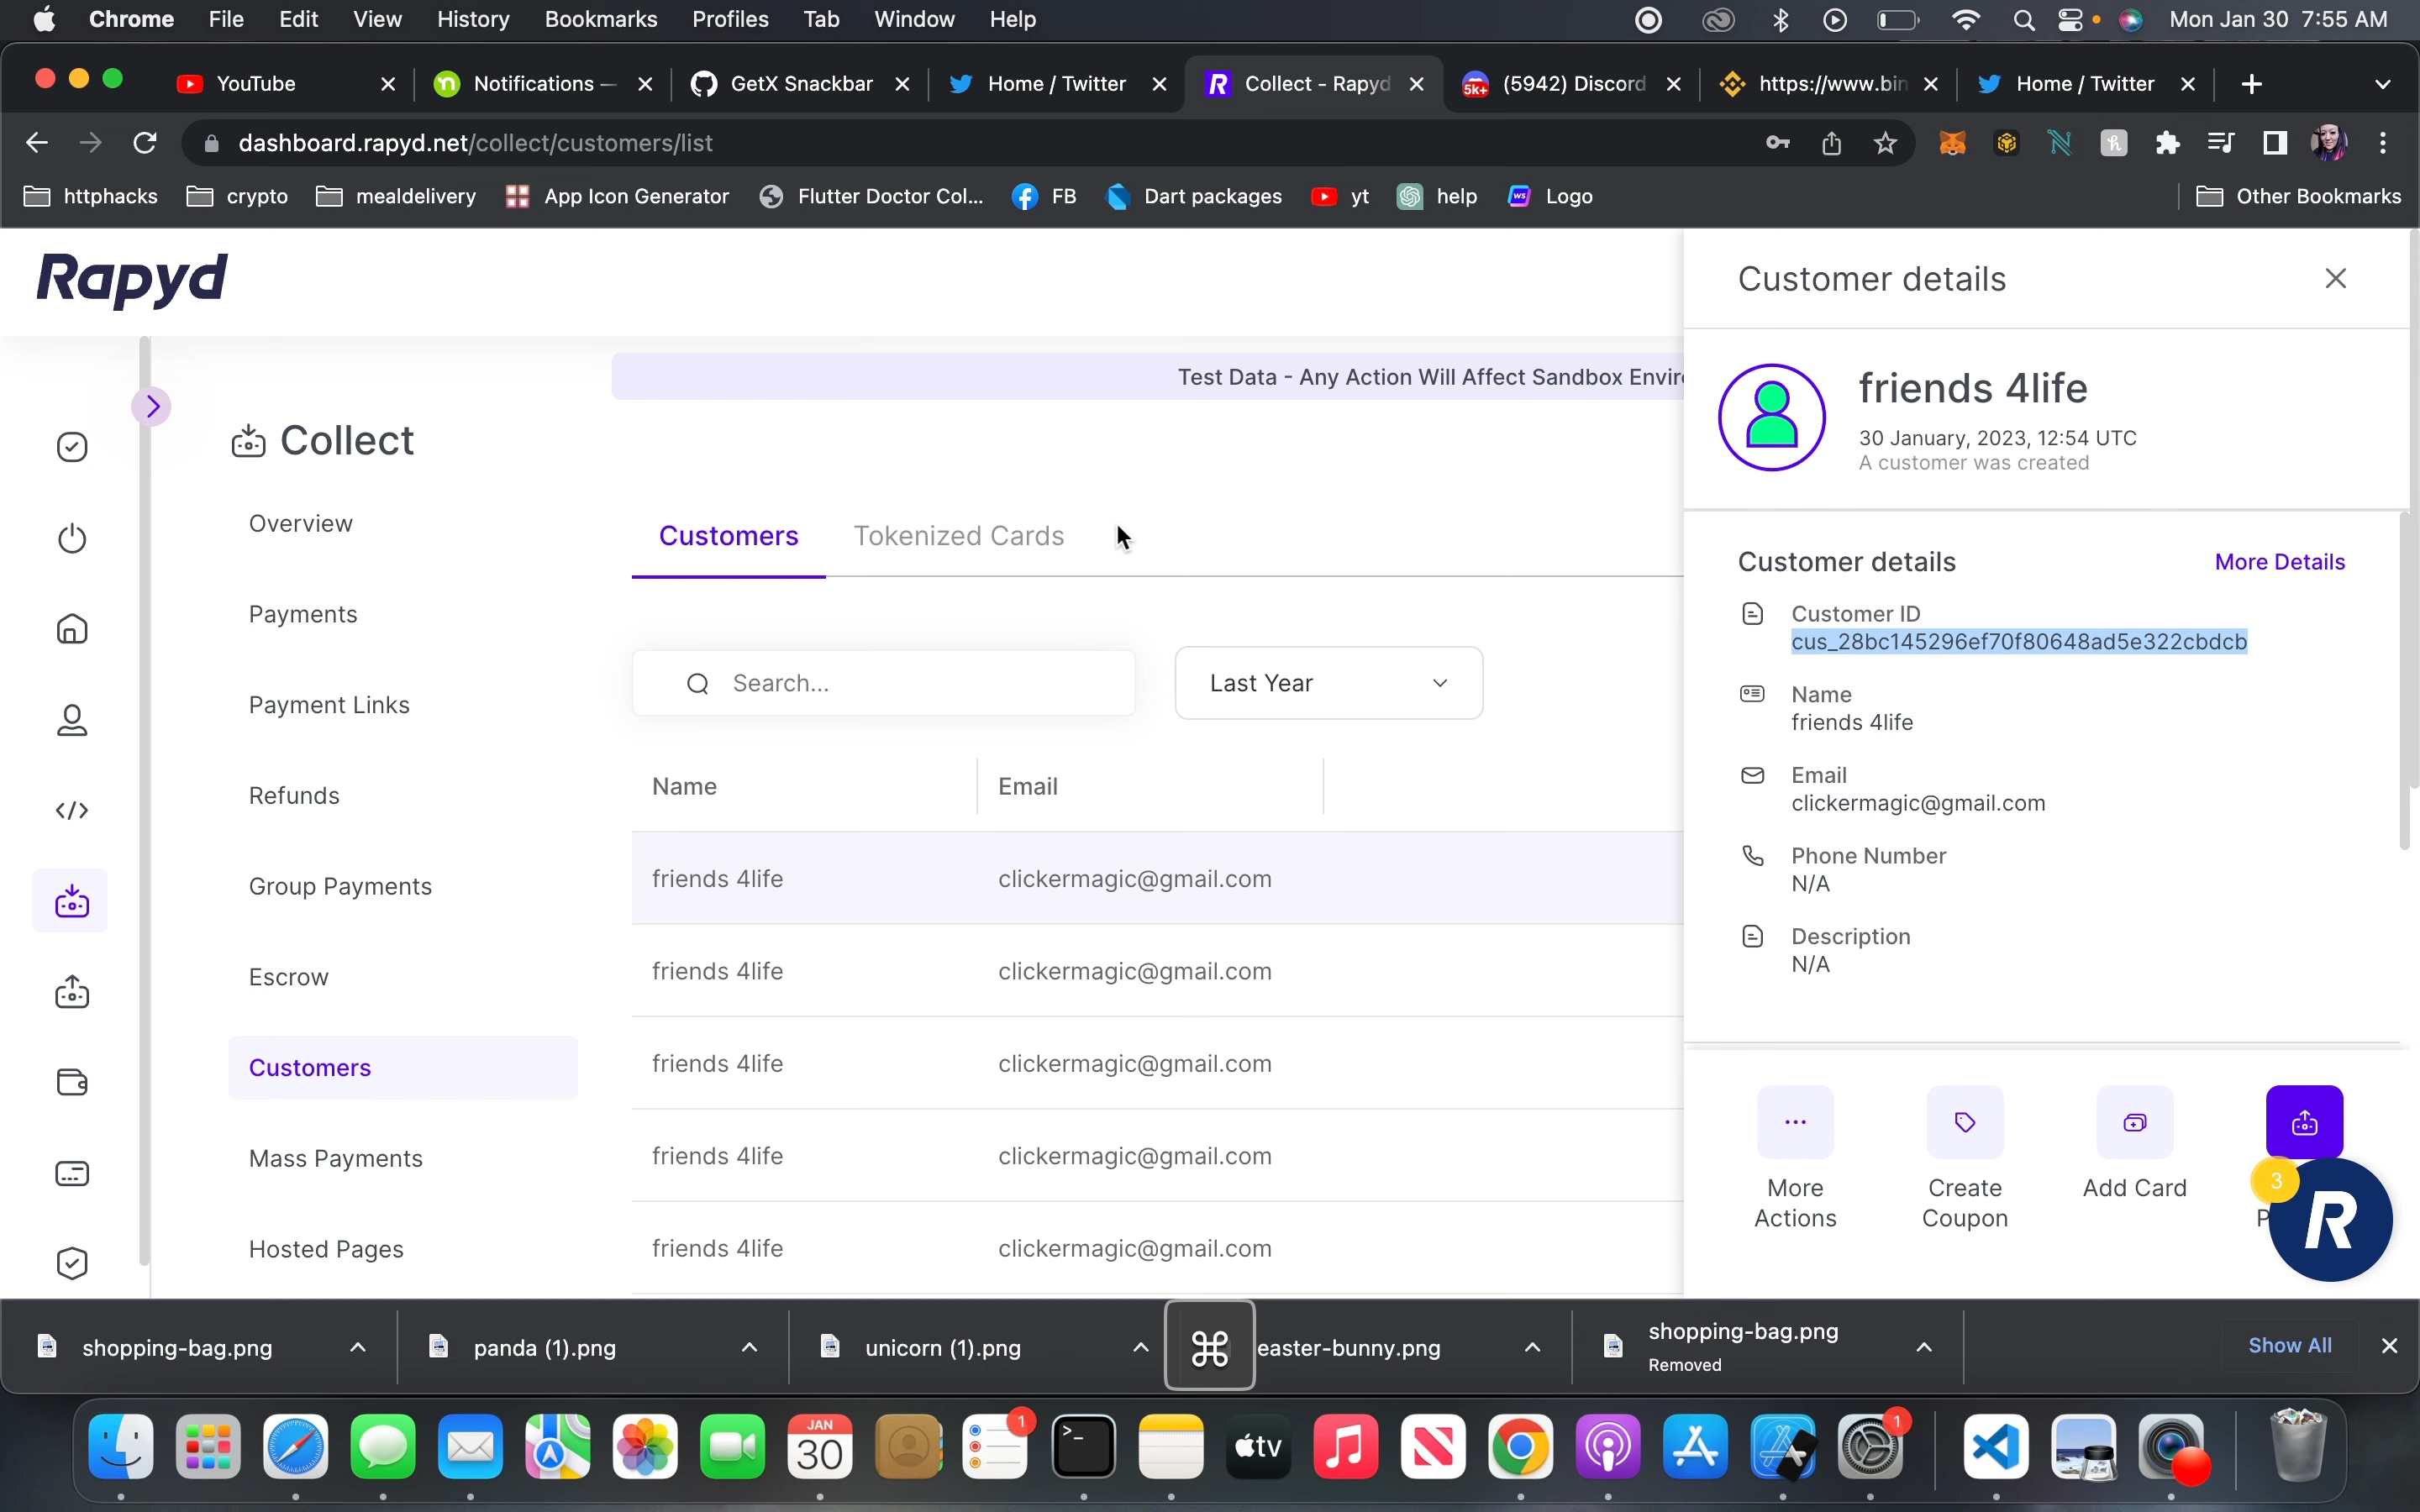 Chrome File Edit View History Bookmarks Profiles Tab Window Help Mon Jan 30 7:55 AM
YouTube Notifications — GetX Snackbar Home / Twitter Collect - Rapyd 5k+ (5942) Discord https://www.bin Home / Twitter
dashboard.rapyd.net/collect/customers/list
httphacks crypto mealdelivery App Icon Generator Flutter Doctor Col... FB Dart packages yt help Logo Other Bookmarks
Rapyd
Collect
Overview
Payments
Payment Links
Refunds
Group Payments
Escrow
Customers
Mass Payments
Hosted Pages
Test Data - Any Action Will Affect Sandbox Envir
Customers Tokenized Cards
Search... Last Year
Name Email
friends 4life clickermagic@gmail.com
friends 4life clickermagic@gmail.com
friends 4life clickermagic@gmail.com
friends 4life clickermagic@gmail.com
friends 4life clickermagic@gmail.com
Customer details
friends 4life
30 January, 2023, 12:54 UTC
A customer was created
Customer details More Details
Customer ID
cus_28bc145296ef70f80648ad5e322cbdcb
Name
friends 4life
Email
clickermagic@gmail.com
Phone Number
N/A
Description
N/A
More Actions
Create Coupon
Add Card
P
3
R
shopping-bag.png panda (1).png unicorn (1).png easter-bunny.png shopping-bag.png Show All
Removed
JAN
30
1
tv
1